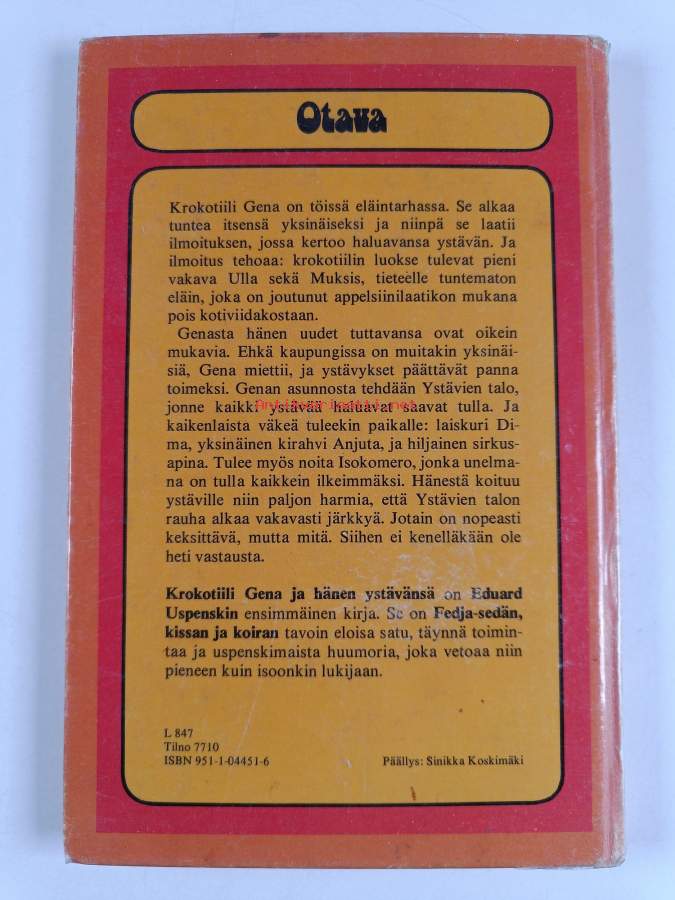 Otava
Krokotiili Gena on töissä eläintarhassa. Se alkaa
tuntea itsensä yksinäiseksi ja niinpä se laatii
ilmoituksen, jossa kertoo haluavansa ystävän. Ja
ilmoitus tehoaa: krokotiilin luokse tulevat pieni
vakava Ulla sekä Muksis, tieteelle tuntematon
eläin, joka on joutunut appelsiinilaatikon mukana
pois kotiviidakostaan.
Genasta hänen uudet tuttavansa ovat oikein
mukavia. Ehkä kaupungissa on muitakin yksinäi-
siä, Gena miettii, ja ystävykset päättävät panna
toimeksi. Genan asunnosta tehdään Ystävien talo,
jonne kaikki ystävää haluavat saavat tulla. Ja
Antikvariaatti.net
kaikenlaista väkeä tuleekin paikalle: laiskuri Di-
ma, yksinäinen kirahvi Anjuta, ja hiljainen sirkus-
apina. Tulee myös noita Isokomero, jonka unelma-
na on tulla kaikkein ilkeimmäksi. Hänestä koituu
ystäville niin paljon harmia, että Ystävien talon
rauha alkaa vakavasti järkkyä. Jotain on nopeasti
keksittävä, mutta mitä. Siihen ei kenelläkään ole
heti vastausta.
Krokotiili Gena ja hänen ystävänsä on Eduard
Uspenskin ensimmäinen kirja. Se on Fedja-sedän,
kissan ja koiran tavoin eloisa satu, täynnä toimin-
taa ja uspenskimaista huumoria, joka vetoaa niin
pieneen kuin isoonkin lukijaan.
L 847
Tilno 7710
ISBN 951-1-04451-6
Päällys: Sinikka Koskimäki